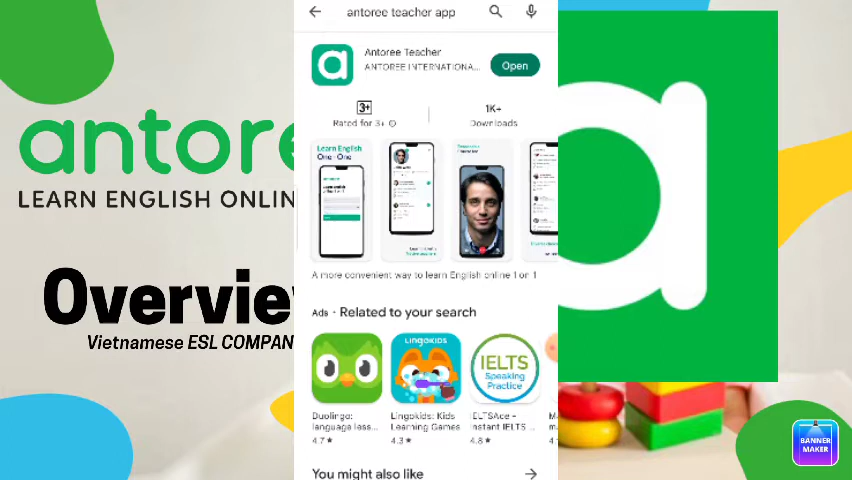 antoree teacher app
Antoree Teacher
ANTOREE INTERNATIONA...
Open
3+
Rated for 3+
1K+
Downloads
antore
LEARN ENGLISH ONLIN
Learn English
One - One
A more convenient way to learn English online 1 on 1
Overvie
Vietnamese ESL COMPAN
Ads · Related to your search
LINGOKIDS
IELTS
Speaking
Practice
Duolingo:
language less...
4.7★
Lingokids: Kids
Learning Games
4.3★
IELTSAce -
Instant IELTS ...
4.8★
You might also like
BANNER
MAKER